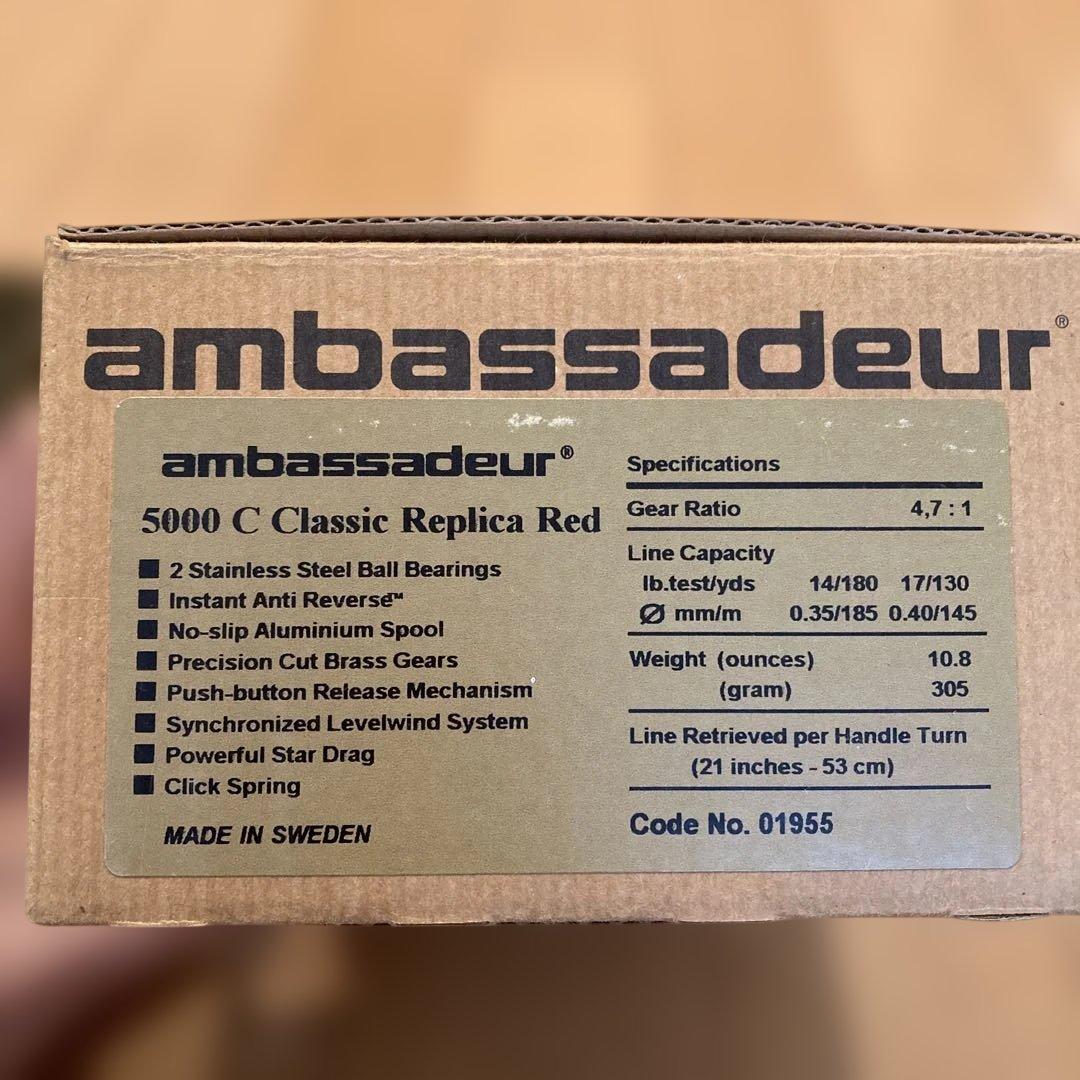 ambassadeur®
ambassadeur®
5000 C Classic Replica Red
■ 2 Stainless Steel Ball Bearings
■ Instant Anti Reverse™
■ No-slip Aluminium Spool
■ Precision Cut Brass Gears
■ Push-button Release Mechanism
■ Synchronized Levelwind System
■ Powerful Star Drag
■ Click Spring
MADE IN SWEDEN
Specifications
Gear Ratio 4,7 : 1
Line Capacity
lb.test/yds 14/180 17/130
Ø mm/m 0.35/185 0.40/145
Weight (ounces) 10.8
(gram) 305
Line Retrieved per Handle Turn
(21 inches - 53 cm)
Code No. 01955